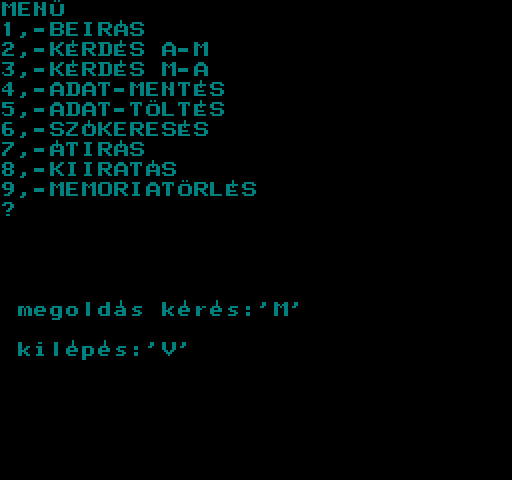 MENÜ
1,-BEIRÁS
2,-KÉRDÉS A-M
3,-KÉRDÉS M-A
4,-ADAT-MENTÉS
5,-ADAT-TÖLTÉS
6,-SZÓKERESÉS
7,-ÁTIRÁS
8,-KIIRATÁS
9,-MEMORIATÖRLÉS
?
megoldás kérés:'M'
kilépés:'V'